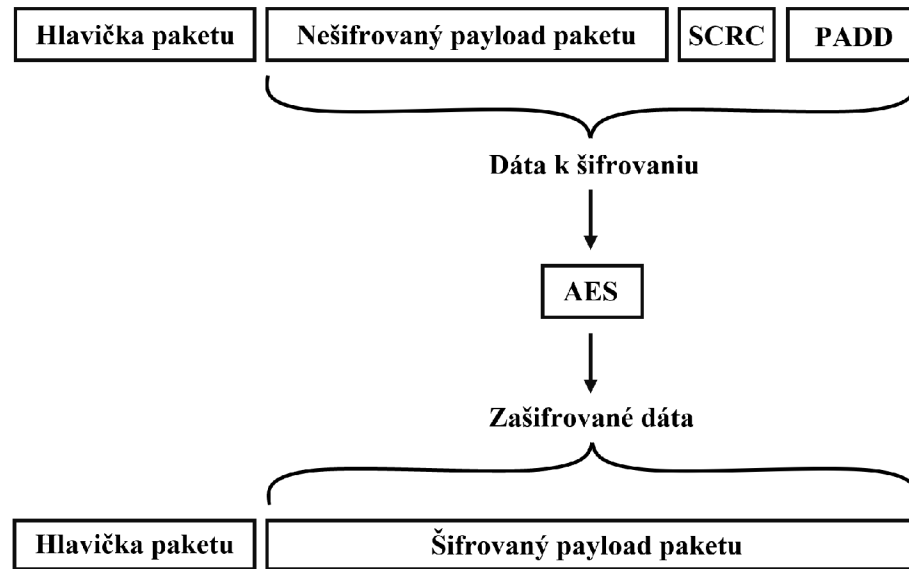 Hlavička paketu Nešifrovaný payload paketu SCRC PADD
Dáta k šifrovaniu
AES
Zašifrované dáta
Hlavička paketu Šifrovaný payload paketu